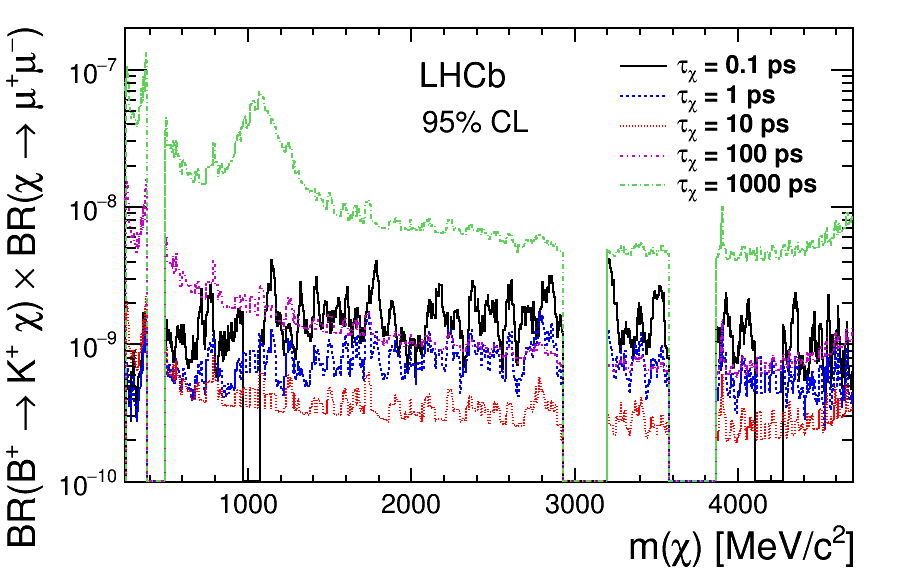 BR(B⁺ → K⁺ χ) × BR(χ → μ⁺μ⁻)
10⁻⁷
10⁻⁸
10⁻⁹
10⁻¹⁰
LHCb
95% CL
τχ = 0.1 ps
τχ = 1 ps
τχ = 10 ps
τχ = 100 ps
τχ = 1000 ps
1000 2000 3000 4000
m(χ) [MeV/c²]